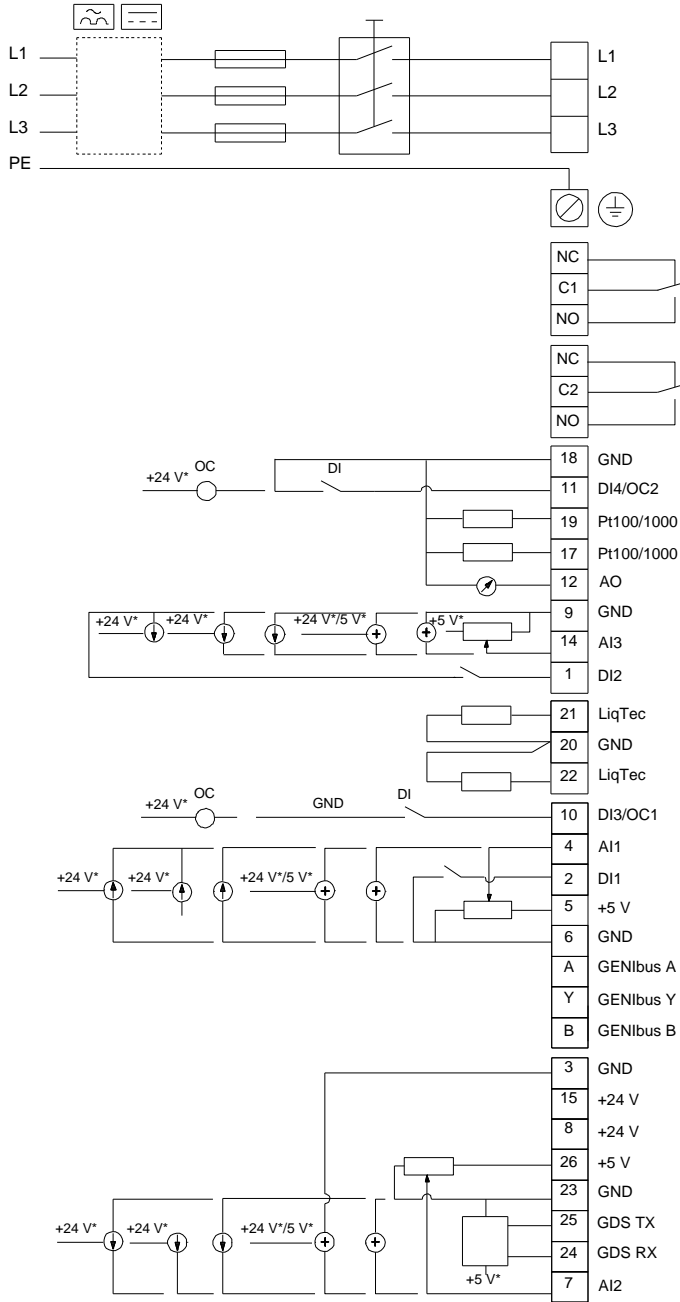 L1 L1
L2 L2
L3 L3
PE
NC
C1
NO
NC
C2
NO
18 GND
+24 V* OC DI 11 DI4/OC2
19 Pt100/1000
17 Pt100/1000
12 AO
9 GND
+24 V* +24 V* +24 V*/5 V* +5 V*
14 AI3
1 DI2
21 LiqTec
20 GND
22 LiqTec
+24 V* OC GND DI 10 DI3/OC1
4 AI1
+24 V* +24 V* +24 V*/5 V* 2 DI1
5 +5 V
6 GND
A GENIbus A
Y GENIbus Y
B GENIbus B
3 GND
15 +24 V
8 +24 V
26 +5 V
23 GND
+24 V* +24 V* +24 V*/5 V* 25 GDS TX
24 GDS RX
+5 V* 7 AI2